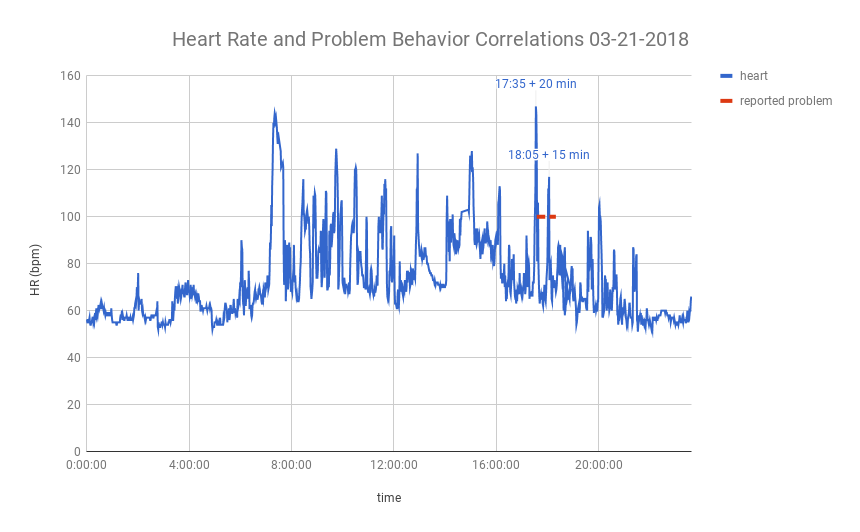 Heart Rate and Problem Behavior Correlations 03-21-2018
heart
reported problem
17:35 + 20 min
18:05 + 15 min
HR (bpm)
160
140
120
100
80
60
40
20
0
0:00:00
4:00:00
8:00:00
12:00:00
16:00:00
20:00:00
time